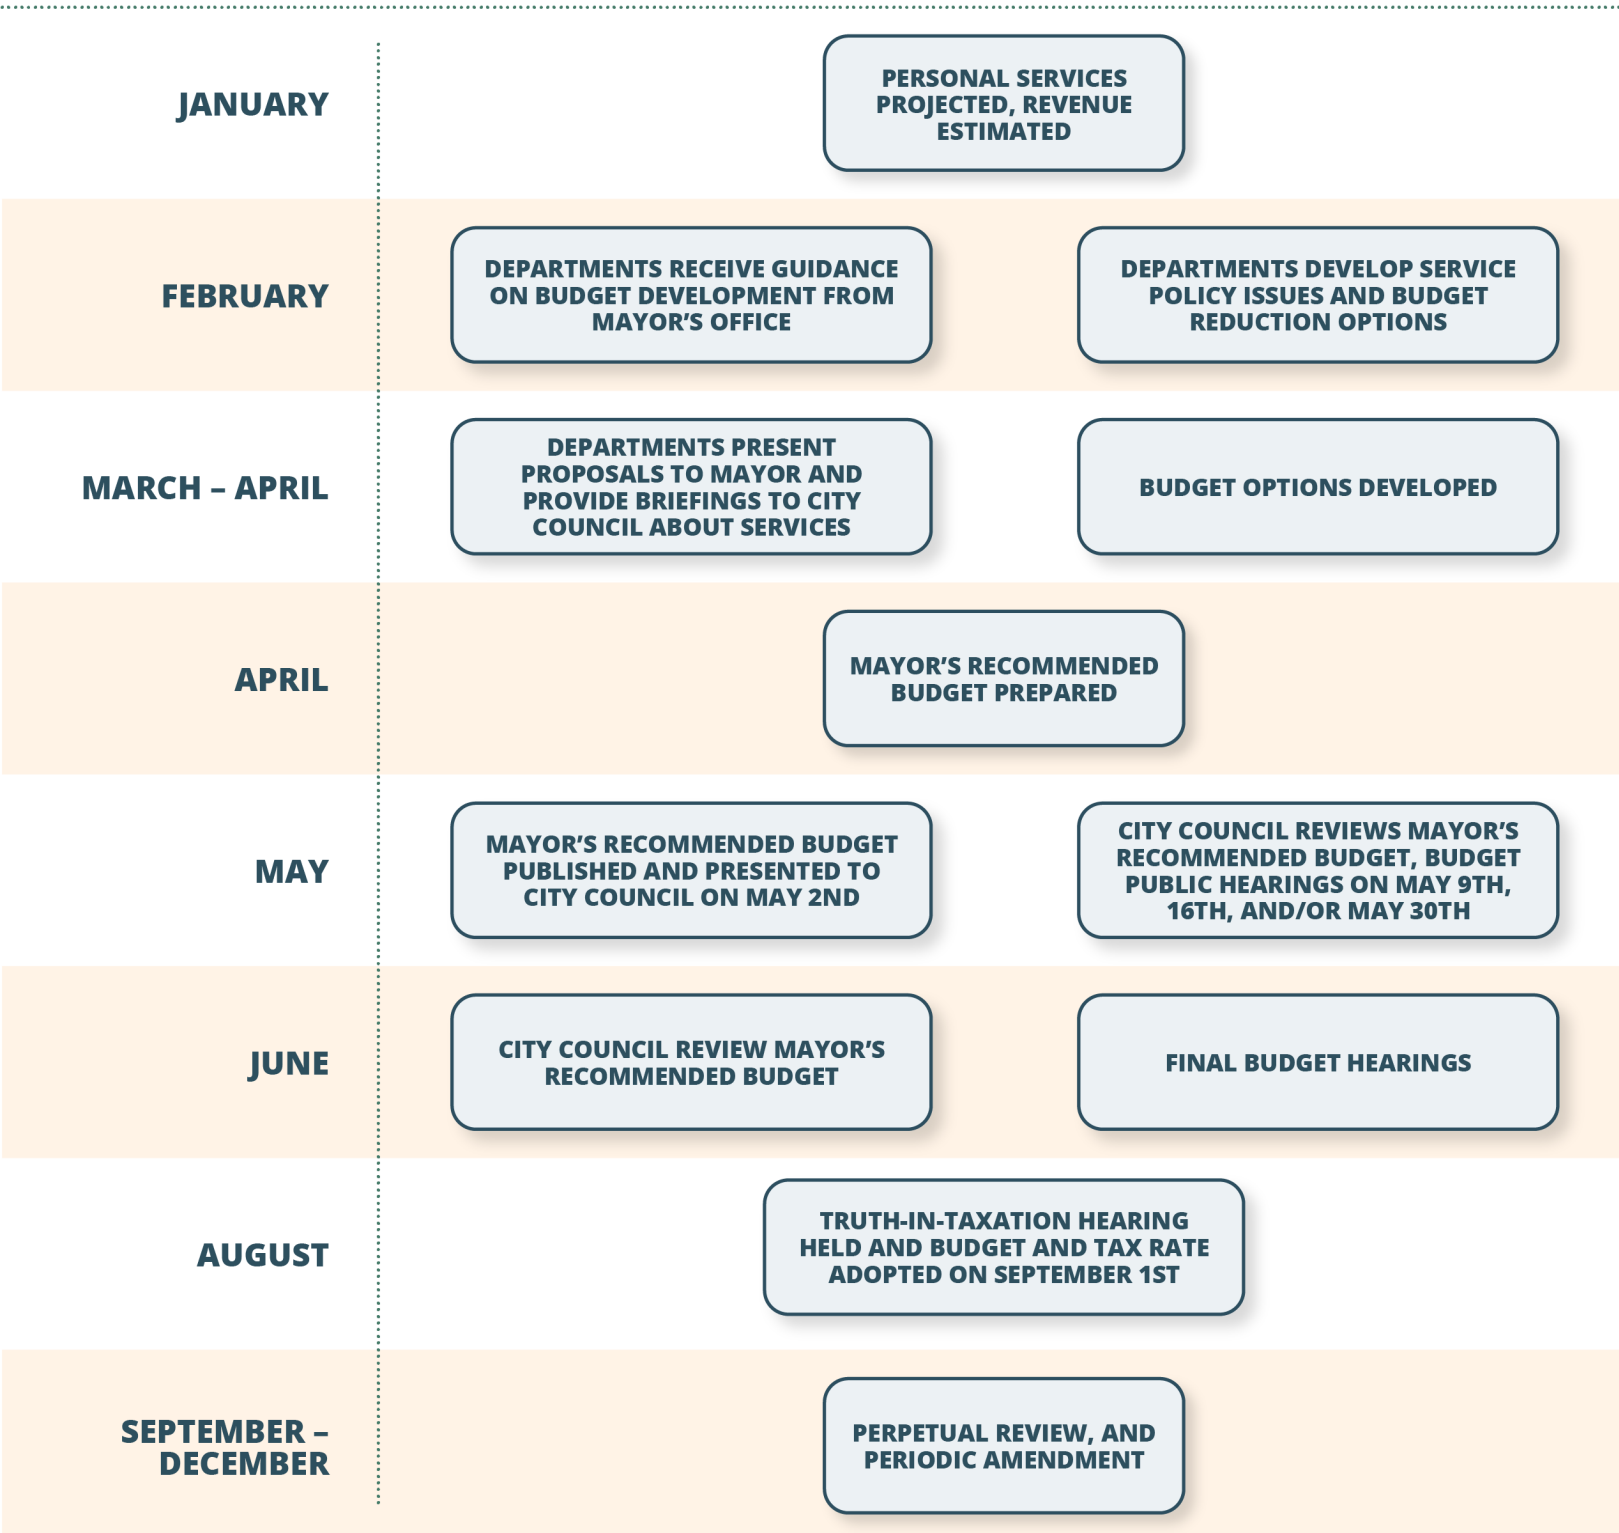 JANUARY
PERSONAL SERVICES
PROJECTED, REVENUE
ESTIMATED
FEBRUARY
DEPARTMENTS RECEIVE GUIDANCE
ON BUDGET DEVELOPMENT FROM
MAYOR’S OFFICE
DEPARTMENTS DEVELOP SERVICE
POLICY ISSUES AND BUDGET
REDUCTION OPTIONS
MARCH – APRIL
DEPARTMENTS PRESENT
PROPOSALS TO MAYOR AND
PROVIDE BRIEFINGS TO CITY
COUNCIL ABOUT SERVICES
BUDGET OPTIONS DEVELOPED
APRIL
MAYOR’S RECOMMENDED
BUDGET PREPARED
MAY
MAYOR’S RECOMMENDED BUDGET
PUBLISHED AND PRESENTED TO
CITY COUNCIL ON MAY 2ND
CITY COUNCIL REVIEWS MAYOR’S
RECOMMENDED BUDGET, BUDGET
PUBLIC HEARINGS ON MAY 9TH,
16TH, AND/OR MAY 30TH
JUNE
CITY COUNCIL REVIEW MAYOR’S
RECOMMENDED BUDGET
FINAL BUDGET HEARINGS
AUGUST
TRUTH-IN-TAXATION HEARING
HELD AND BUDGET AND TAX RATE
ADOPTED ON SEPTEMBER 1ST
SEPTEMBER –
DECEMBER
PERPETUAL REVIEW, AND
PERIODIC AMENDMENT